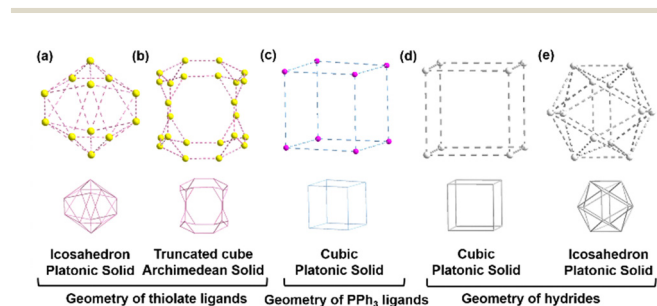 (a) (b) (c) (d) (e)
Icosahedron Truncated cube Cubic Cubic Icosahedron
Platonic Solid Archimedean Solid Platonic Solid Platonic Solid Platonic Solid
Geometry of thiolate ligands Geometry of PPh₃ ligands Geometry of hydrides